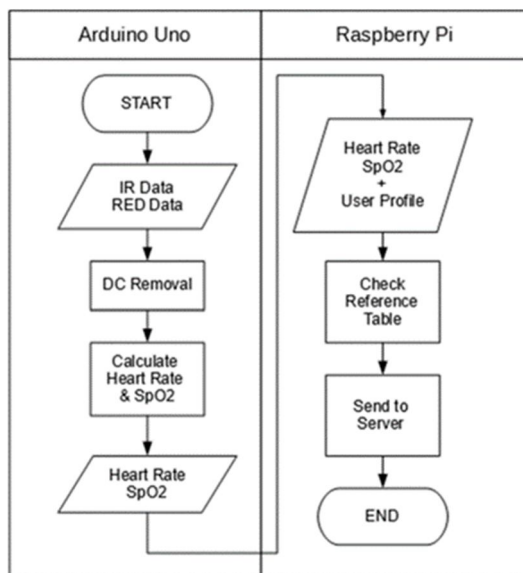 Arduino Uno
START
IR Data
RED Data
DC Removal
Calculate
Heart Rate
& SpO2
Heart Rate
SpO2
Raspberry Pi
Heart Rate
SpO2
+
User Profile
Check
Reference
Table
Send to
Server
END